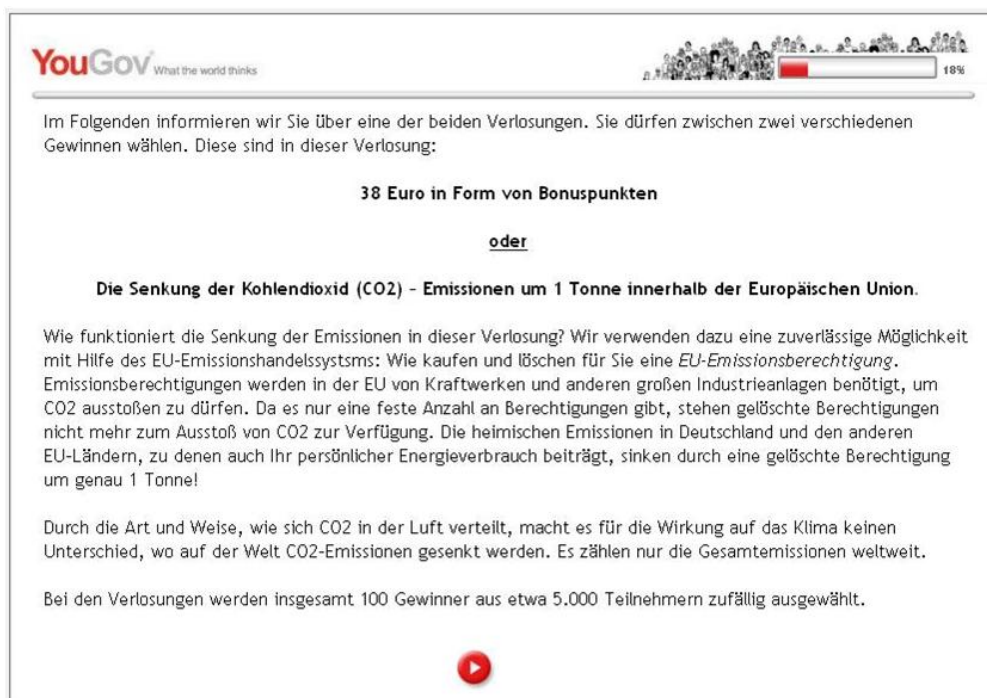 YouGov What the world thinks
18%
Im Folgenden informieren wir Sie über eine der beiden Verlosungen. Sie dürfen zwischen zwei verschiedenen
Gewinnen wählen. Diese sind in dieser Verlosung:
38 Euro in Form von Bonuspunkten
oder
Die Senkung der Kohlendioxid (CO2) - Emissionen um 1 Tonne innerhalb der Europäischen Union.
Wie funktioniert die Senkung der Emissionen in dieser Verlosung? Wir verwenden dazu eine zuverlässige Möglichkeit
mit Hilfe des EU-Emissionshandelssystsms: Wie kaufen und löschen für Sie eine EU-Emissionsberechtigung.
Emissionsberechtigungen werden in der EU von Kraftwerken und anderen großen Industrieanlagen benötigt, um
CO2 ausstoßen zu dürfen. Da es nur eine feste Anzahl an Berechtigungen gibt, stehen gelöschte Berechtigungen
nicht mehr zum Ausstoß von CO2 zur Verfügung. Die heimischen Emissionen in Deutschland und den anderen
EU-Ländern, zu denen auch Ihr persönlicher Energieverbrauch beiträgt, sinken durch eine gelöschte Berechtigung
um genau 1 Tonne!
Durch die Art und Weise, wie sich CO2 in der Luft verteilt, macht es für die Wirkung auf das Klima keinen
Unterschied, wo auf der Welt CO2-Emissionen gesenkt werden. Es zählen nur die Gesamtemissionen weltweit.
Bei den Verlosungen werden insgesamt 100 Gewinner aus etwa 5.000 Teilnehmern zufällig ausgewählt.